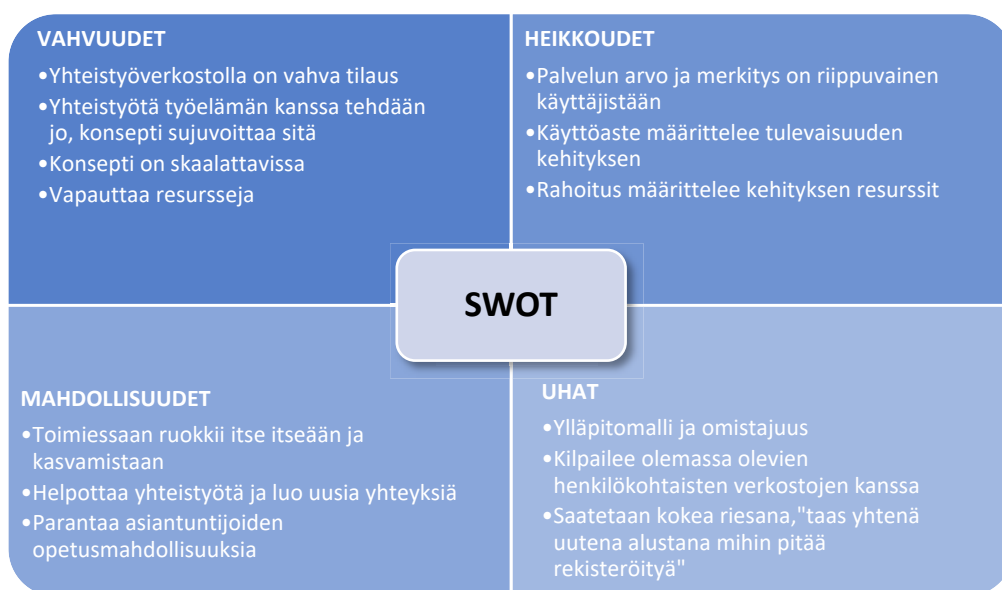 VAHVUUDET
•Yhteistyöverkostolla on vahva tilaus
•Yhteistyötä työelämän kanssa tehdään
jo, konsepti sujuvoittaa sitä
•Konsepti on skaalattavissa
•Vapauttaa resursseja
HEIKKOUDET
•Palvelun arvo ja merkitys on riippuvainen
käyttäjistään
•Käyttöaste määrittelee tulevaisuuden
kehityksen
•Rahoitus määrittelee kehityksen resurssit
SWOT
MAHDOLLISUUDET
•Toimiessaan ruokkii itse itseään ja
kasvamistaan
•Helpottaa yhteistyötä ja luo uusia yhteyksiä
•Parantaa asiantuntijoiden
opetusmahdollisuuksia
UHAT
•Ylläpitomalli ja omistajuus
•Kilpailee olemassa olevien
henkilökohtaisten verkostojen kanssa
•Saatetaan kokea riesana,"taas yhtenä
uutena alustana mihin pitää
rekisteröityä"